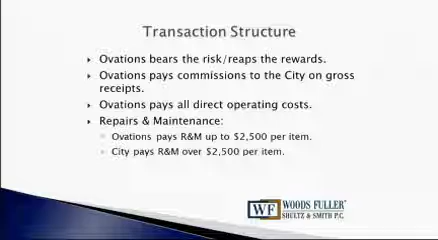 Transaction Structure
Ovations bears the risk/reaps the rewards.
Ovations pays commissions to the City on gross
receipts.
Ovations pays all direct operating costs.
Repairs & Maintenance:
Ovations pays R&M up to $2,500 per item.
City pays R&M over $2,500 per item.
WF WOODS FULLER
SHULTZ & SMITH P.C.